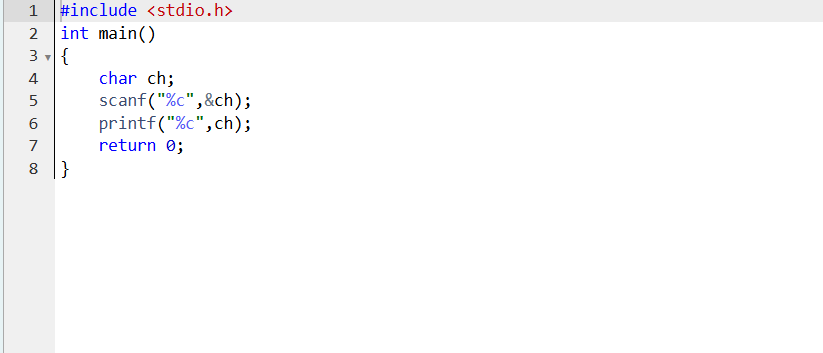 1 #include <stdio.h>
2 int main()
3 {
4     char ch;
5     scanf("%c",&ch);
6     printf("%c",ch);
7     return 0;
8 }